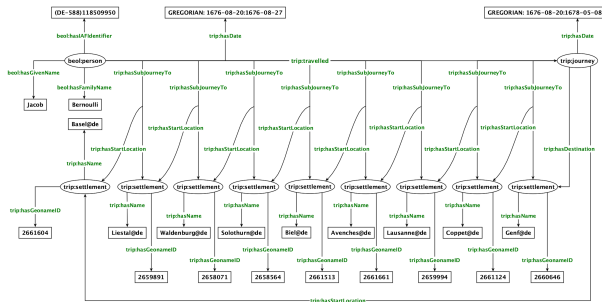 (DE-588)118509950
GREGORIAN: 1676-08-20:1676-08-27
GREGORIAN: 1676-08-20:1678-05-08
beol:hasIAFIdentifier
trip:hasDate
trip:hasDate
beol:person
trip:travelled
trip:journey
beol:hasGivenName
beol:hasFamilyName
trip:hasSubJourneyTo
trip:hasSubJourneyTo
trip:hasSubJourneyTo
trip:hasSubJourneyTo
trip:hasSubJourneyTo
trip:hasSubJourneyTo
trip:hasSubJourneyTo
trip:hasSubJourneyTo
Jacob
Bernoulli
Basel@de
trip:hasStartLocation
trip:hasStartLocation
trip:hasStartLocation
trip:hasStartLocation
trip:hasStartLocation
trip:hasStartLocation
trip:hasStartLocation
trip:hasStartLocation
trip:hasDestination
trip:hasName
trip:settlement
trip:settlement
trip:settlement
trip:settlement
trip:settlement
trip:settlement
trip:settlement
trip:settlement
trip:settlement
trip:hasGeonameID
trip:hasName
trip:hasName
trip:hasName
trip:hasName
trip:hasName
trip:hasName
trip:hasName
trip:hasName
2661604
Liestal@de
Waldenburg@de
Solothurn@de
Biel@de
Avenches@de
Lausanne@de
Coppet@de
Genf@de
trip:hasGeonameID
trip:hasGeonameID
trip:hasGeonameID
trip:hasGeonameID
trip:hasGeonameID
trip:hasGeonameID
trip:hasGeonameID
trip:hasGeonameID
2659891
2658071
2658564
2661513
2661661
2659994
2661124
2660646
trip:hasStartLocation